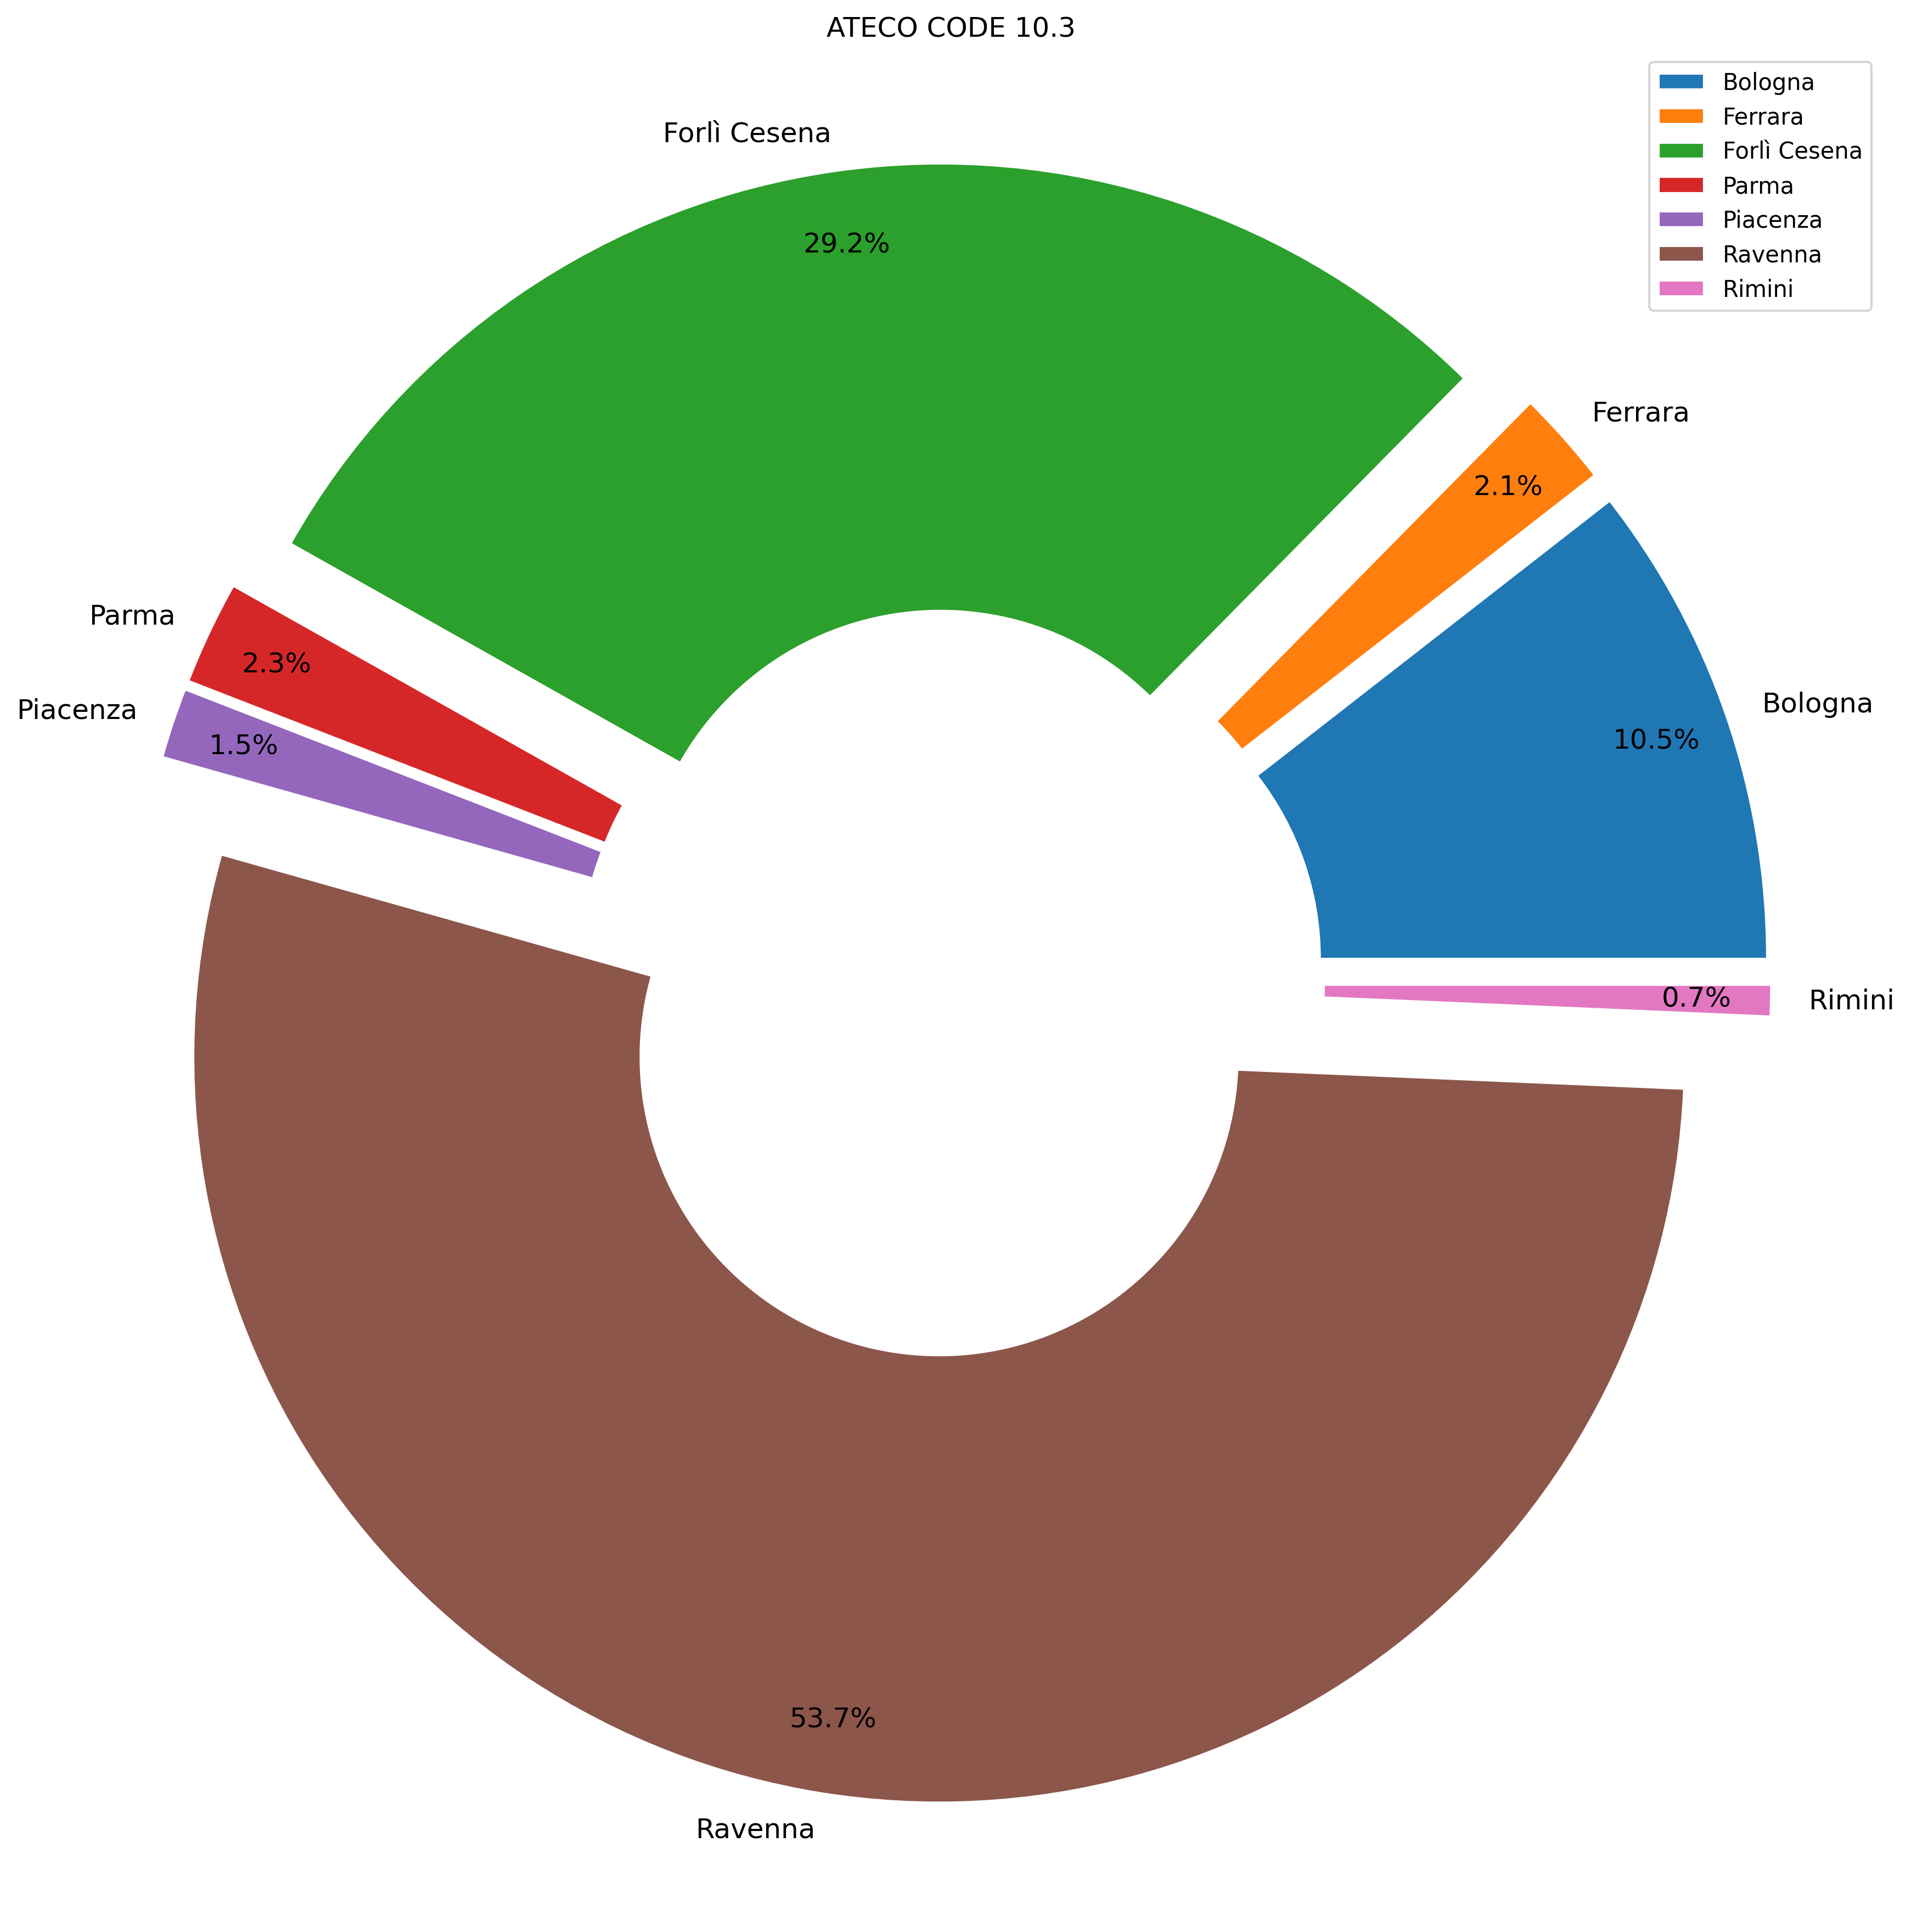 ATECO CODE 10.3
Bologna
Ferrara
Forlì Cesena
Parma
Piacenza
Ravenna
Rimini
Forlì Cesena
29.2%
Ferrara
2.1%
Parma
2.3%
Piacenza
1.5%
Bologna
10.5%
0.7%
Rimini
53.7%
Ravenna